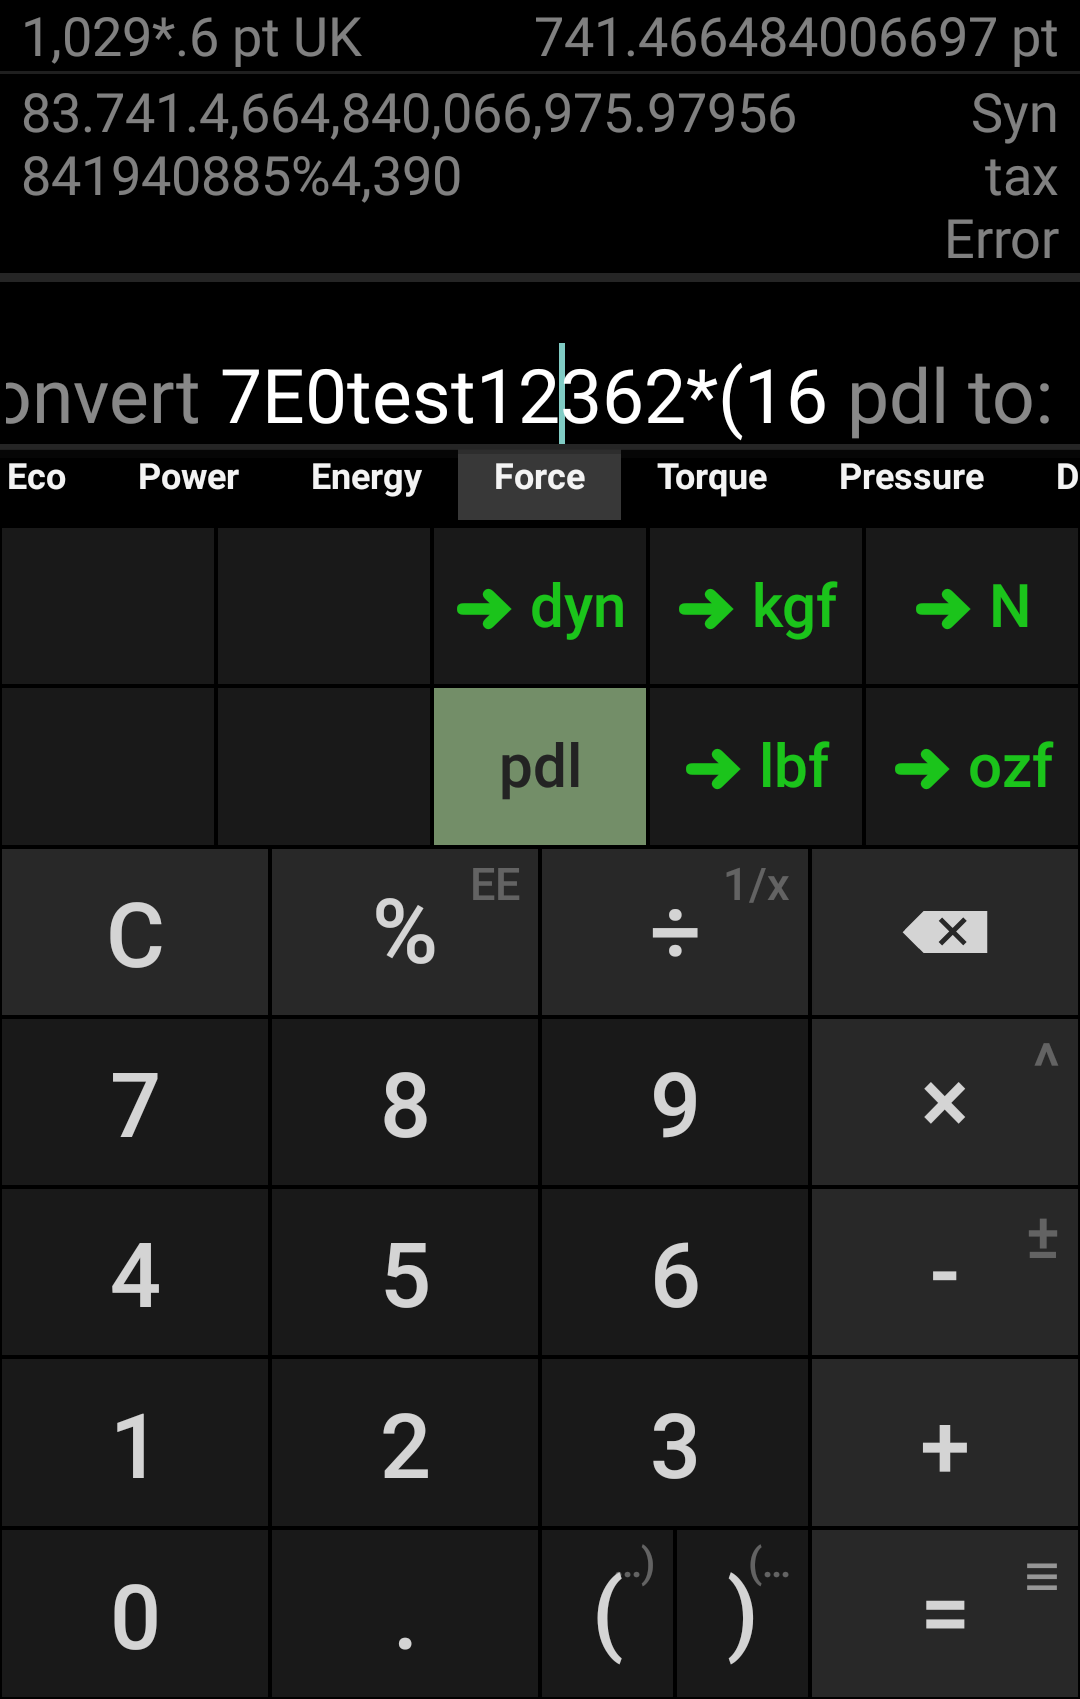 1,029*.6 pt UK 741.466484006697 pt
83.741.4,664,840,066,975.97956 Syn
841940885%4,390 tax
Error
onvert 7E0test12362*(16 pdl to:
Eco Power Energy Force Torque Pressure D
➔ dyn ➔ kgf ➔ N
pdl ➔ lbf ➔ ozf
C % EE ÷ 1/x
7 8 9 × ^
4 5 6 - ±
1 2 3 +
0 . ( ..) ) (... =